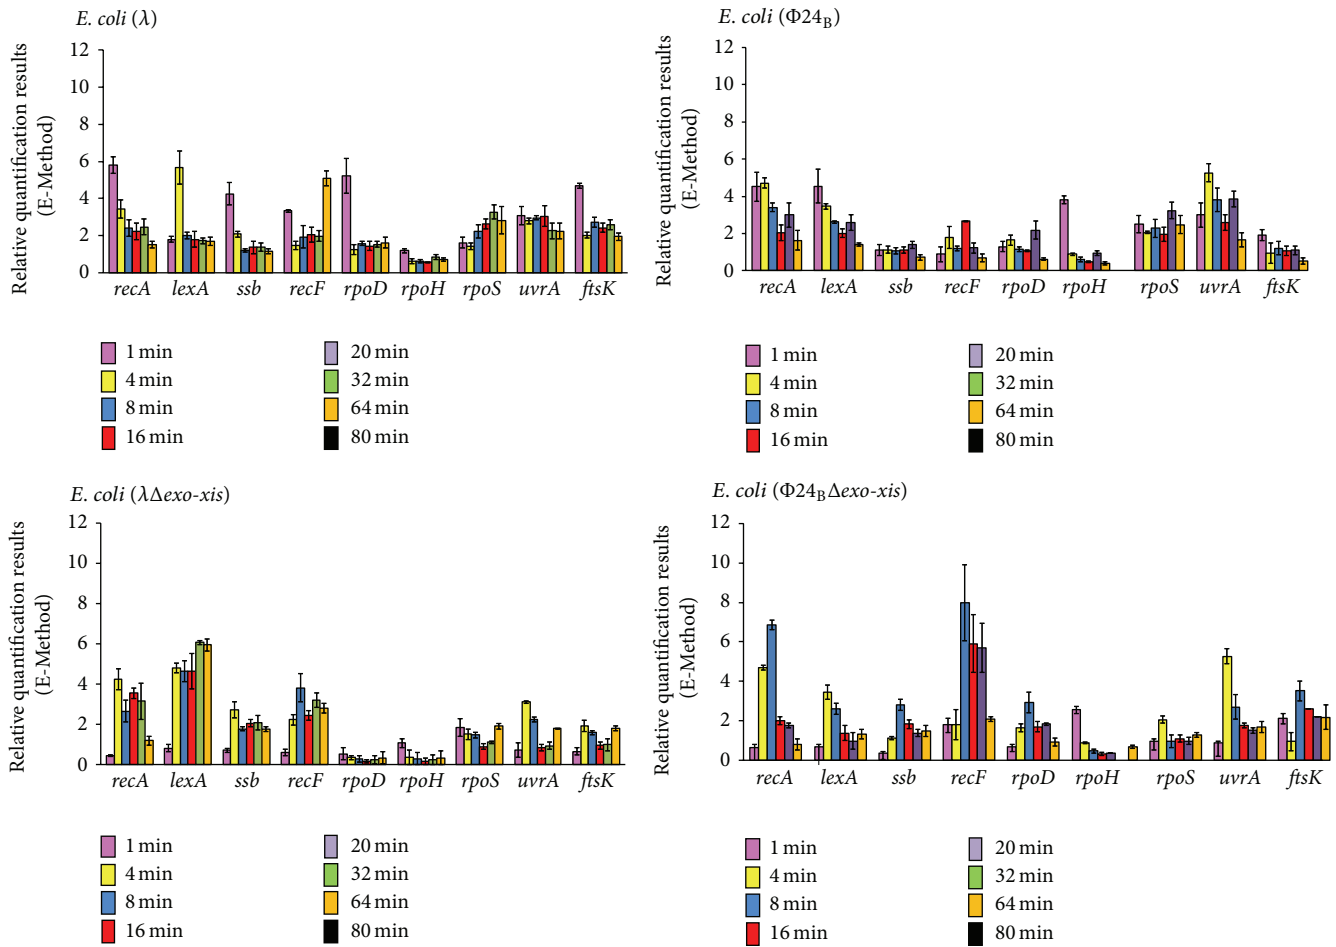 E. coli (λ)
Relative quantification results
(E-Method)
12
10
8
6
4
2
0
recA lexA ssb recF rpoD rpoH rpoS uvrA ftsK
1 min 20 min
4 min 32 min
8 min 64 min
16 min 80 min
E. coli (Φ24B)
Relative quantification results
(E-Method)
12
10
8
6
4
2
0
recA lexA ssb recF rpoD rpoH rpoS uvrA ftsK
1 min 20 min
4 min 32 min
8 min 64 min
16 min 80 min
E. coli (λΔexo-xis)
Relative quantification results
(E-Method)
12
10
8
6
4
2
0
recA lexA ssb recF rpoD rpoH rpoS uvrA ftsK
1 min 20 min
4 min 32 min
8 min 64 min
16 min 80 min
E. coli (Φ24BΔexo-xis)
Relative quantification results
(E-Method)
12
10
8
6
4
2
0
recA lexA ssb recF rpoD rpoH rpoS uvrA ftsK
1 min 20 min
4 min 32 min
8 min 64 min
16 min 80 min